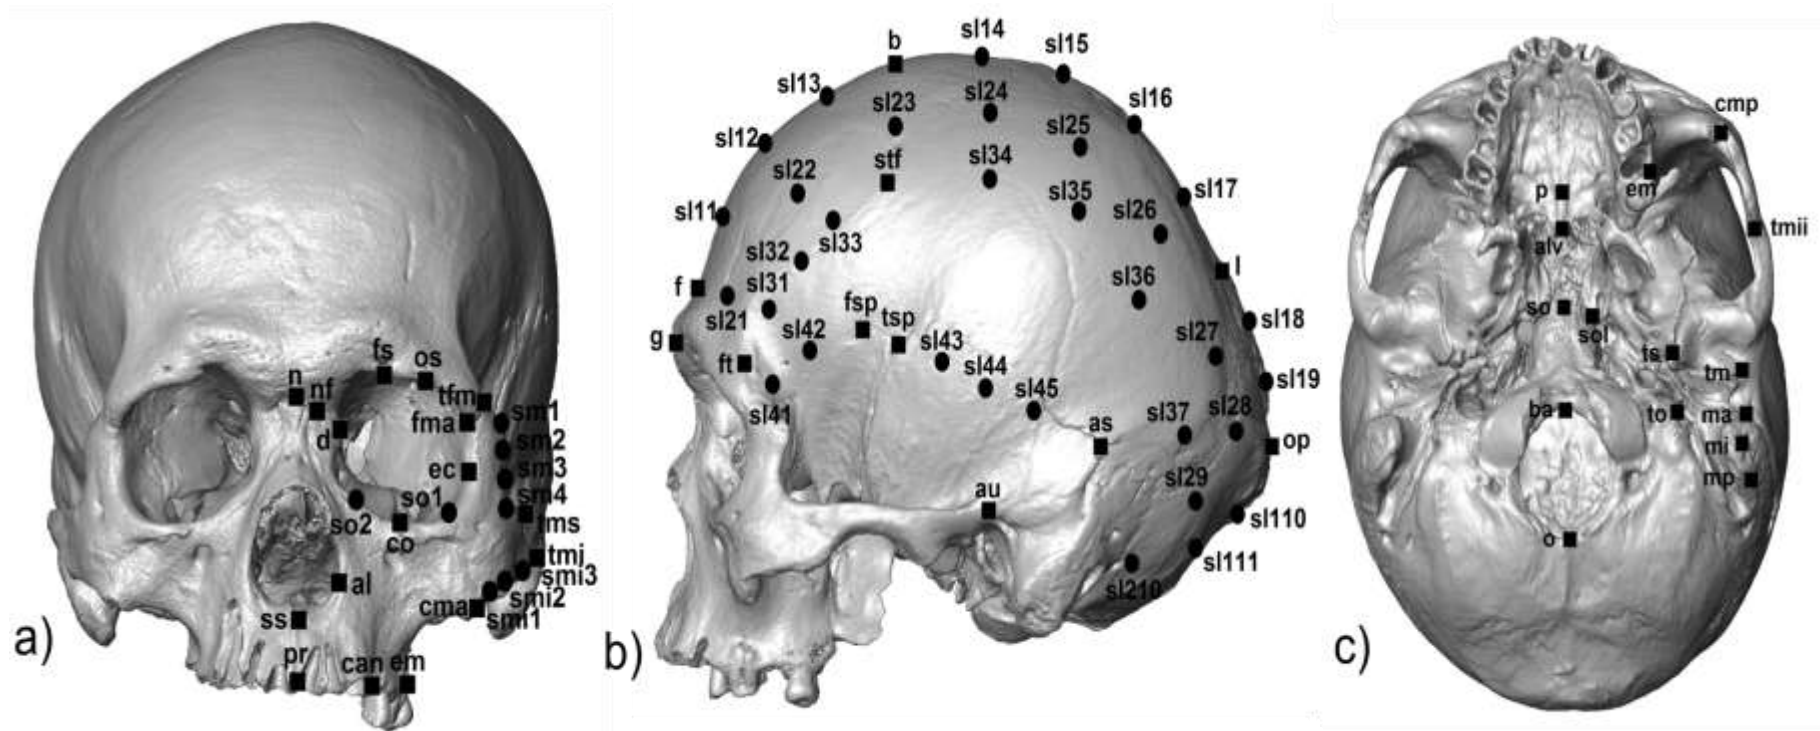 fs os
n nf tfm
fma sm1
d sm2
ec sm3
so1 sm4
so2 tms
co tmj
al smi3
cma smi2
ss smi1
pr can em
a)
sl14
b sl15
sl13 sl24 sl16
sl23
sl12 sl25
stf sl34
sl22 sl35 sl17
sl11 sl26
sl33
sl32
f sl31 sl36 l
fsp tsp
sl21 sl42 sl43 sl27 sl18
g
ft sl44 sl19
sl41 sl45 sl37 sl28
as op
au sl29
sl110
sl111
sl210
b)
cmp
p em
alv tmii
so sol
ts tm
ba to ma
mi
mp
o
c)